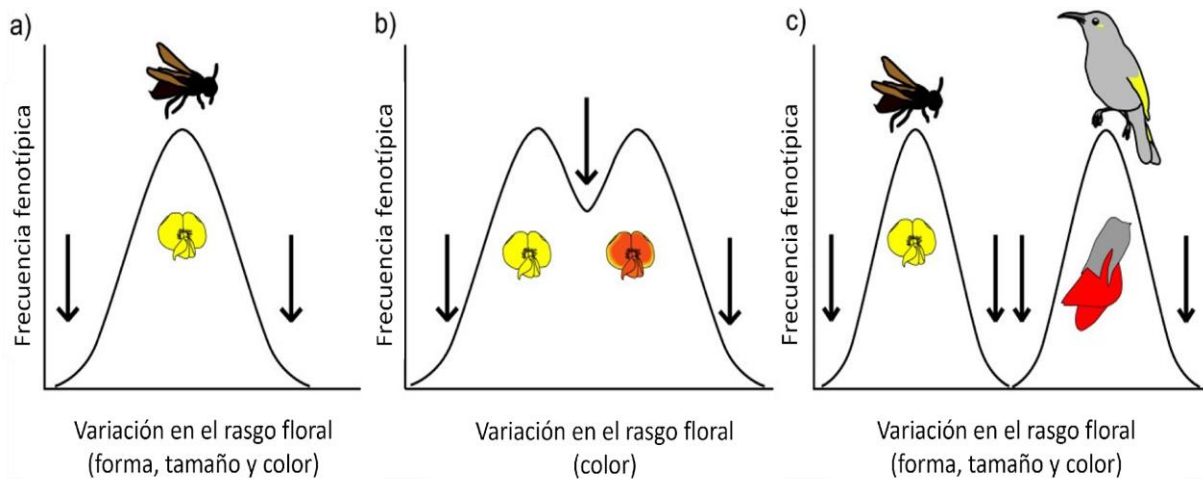 a)
Frecuencia fenotípica
Variación en el rasgo floral
(forma, tamaño y color)
b)
Frecuencia fenotípica
Variación en el rasgo floral
(color)
c)
Frecuencia fenotípica
Variación en el rasgo floral
(forma, tamaño y color)